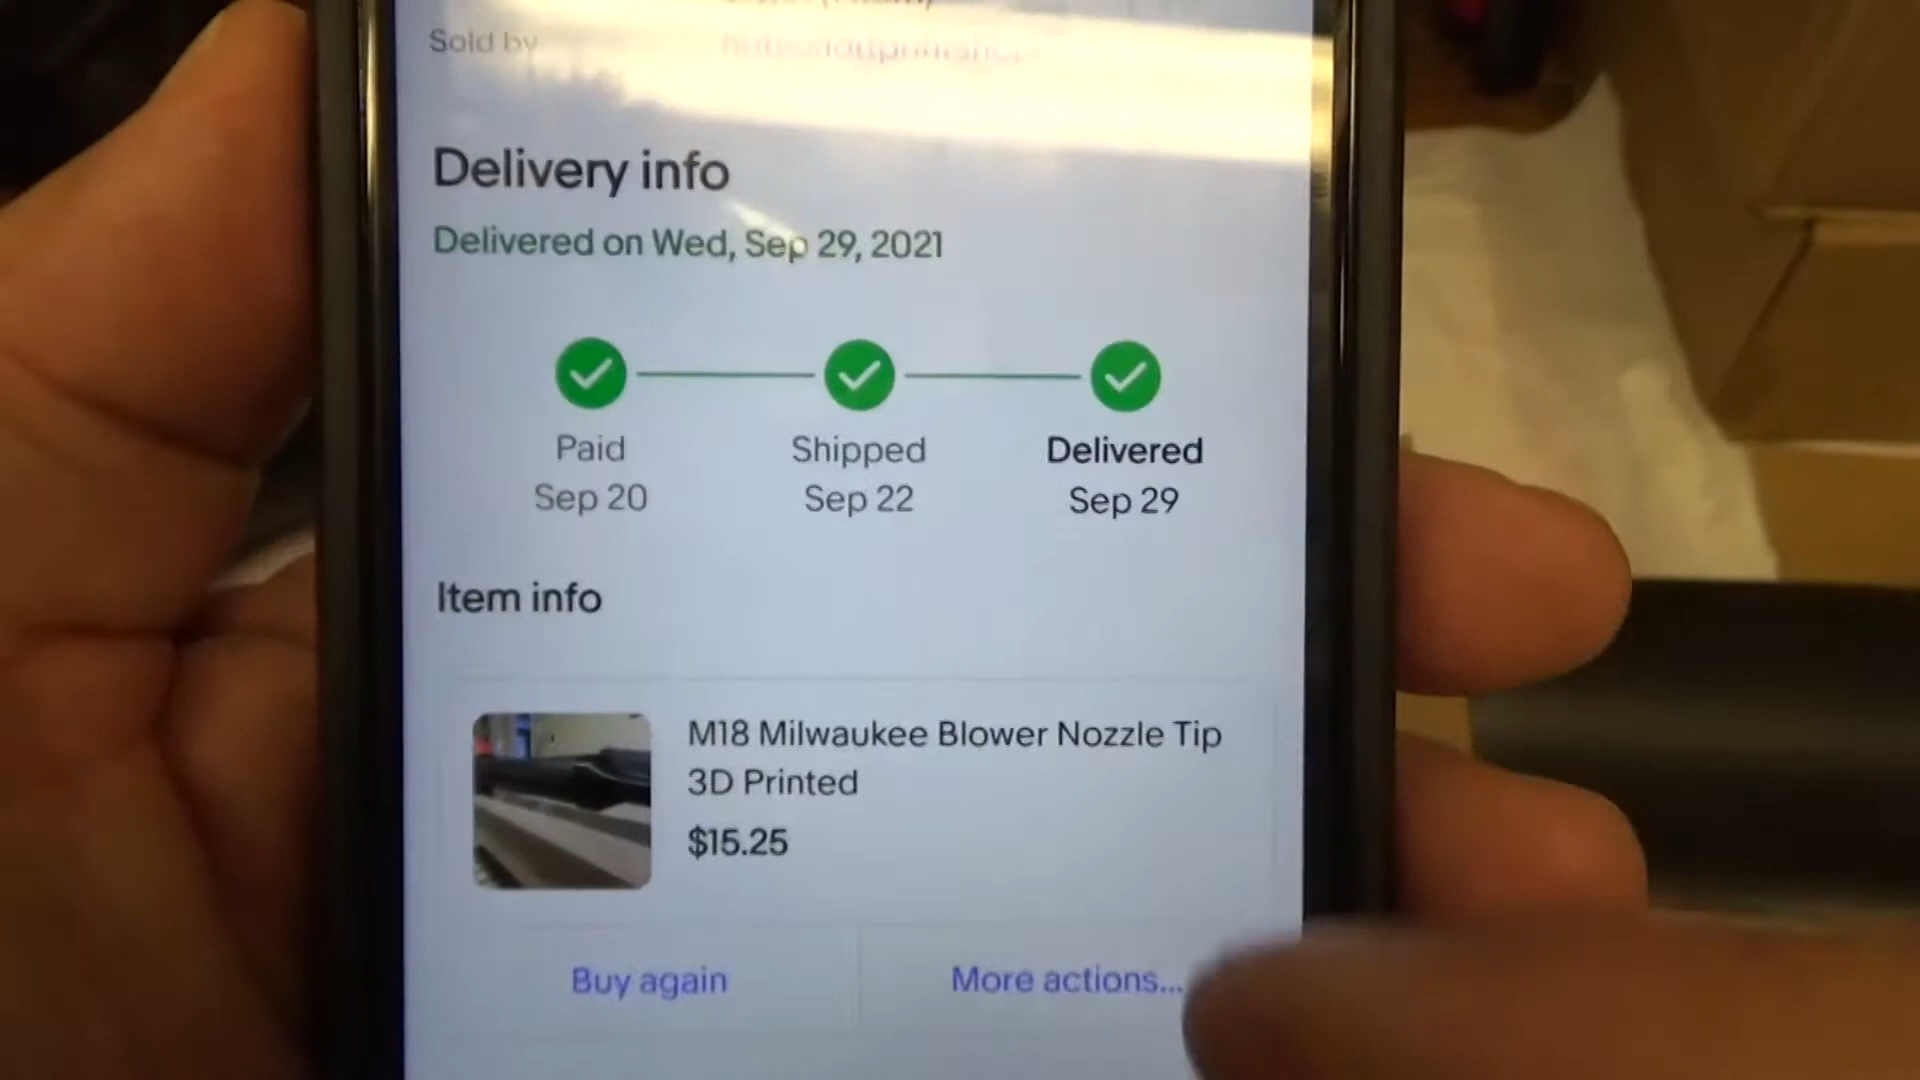 Sold by
Delivery info
Delivered on Wed, Sep 29, 2021
Paid
Shipped
Delivered
Sep 20
Sep 22
Sep 29
Item info
M18 Milwaukee Blower Nozzle Tip
3D Printed
$15.25
Buy again
More actions...